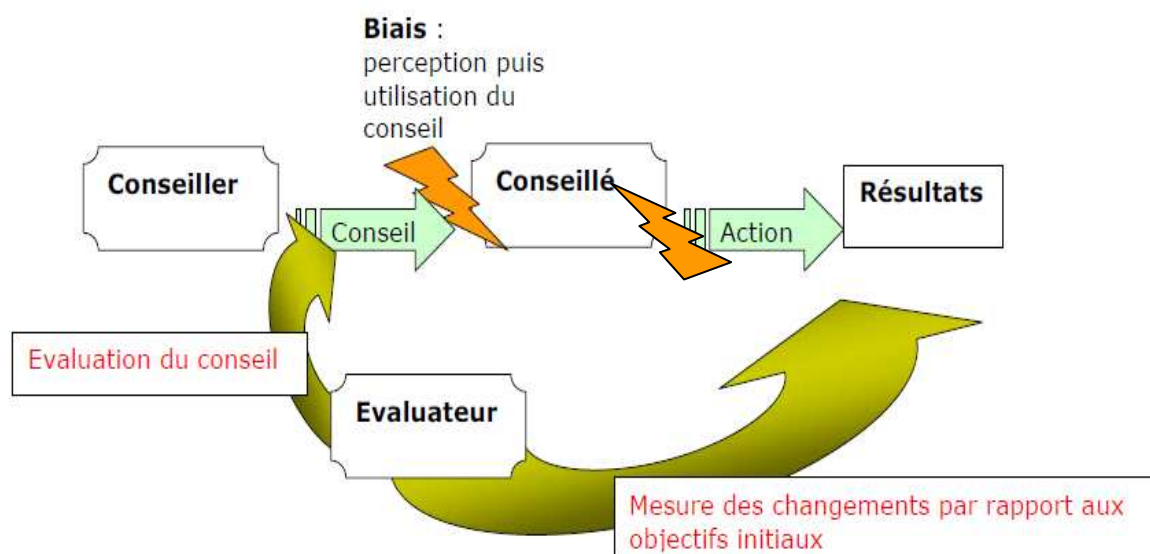 Biais :
perception puis
utilisation du
conseil
Conseiller
Conseil
Conseillé
Action
Résultats
Evaluation du conseil
Evaluateur
Mesure des changements par rapport aux
objectifs initiaux